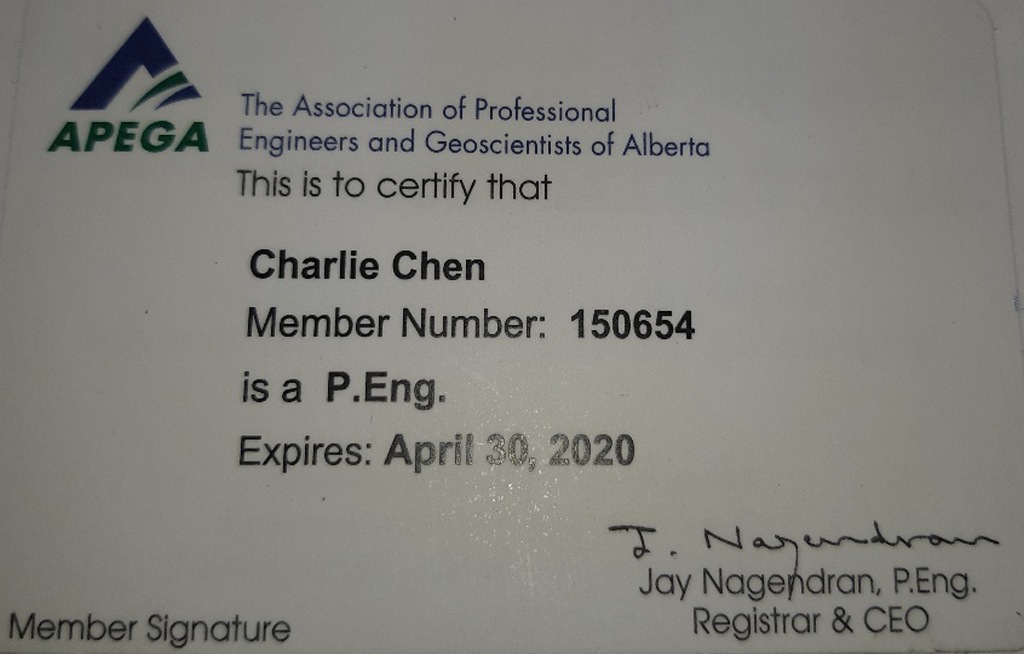 APEGA
The Association of Professional
Engineers and Geoscientists of Alberta
This is to certify that
Charlie Chen
Member Number: 150654
is a P.Eng.
Expires: April 30, 2020
J. Nagendran
Jay Nagendran, P.Eng.
Registrar & CEO
Member Signature